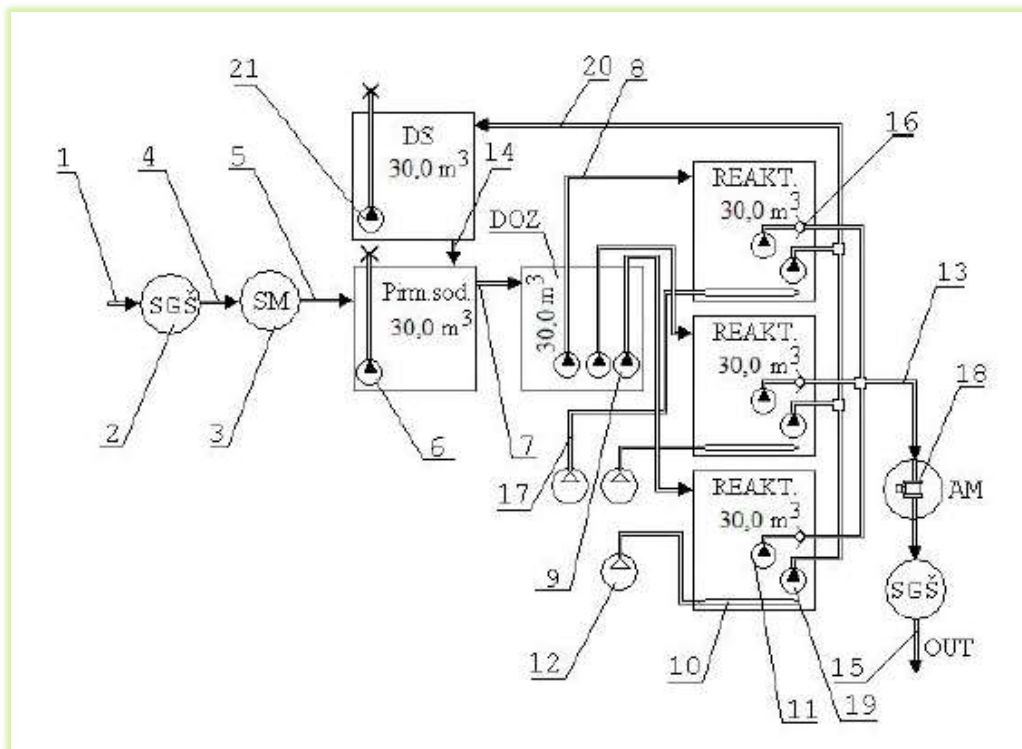 21
20
8
16
DS
30,0 m³
14
REAKT.
30,0 m³
1
4
5
DOZ
SGŠ
SM
Pirm.sod.
30,0 m³
30,0 m³
13
REAKT.
30,0 m³
18
2
3
6
7
17
REAKT.
30,0 m³
AM
9
12
SGŠ
10
11
19
15
OUT